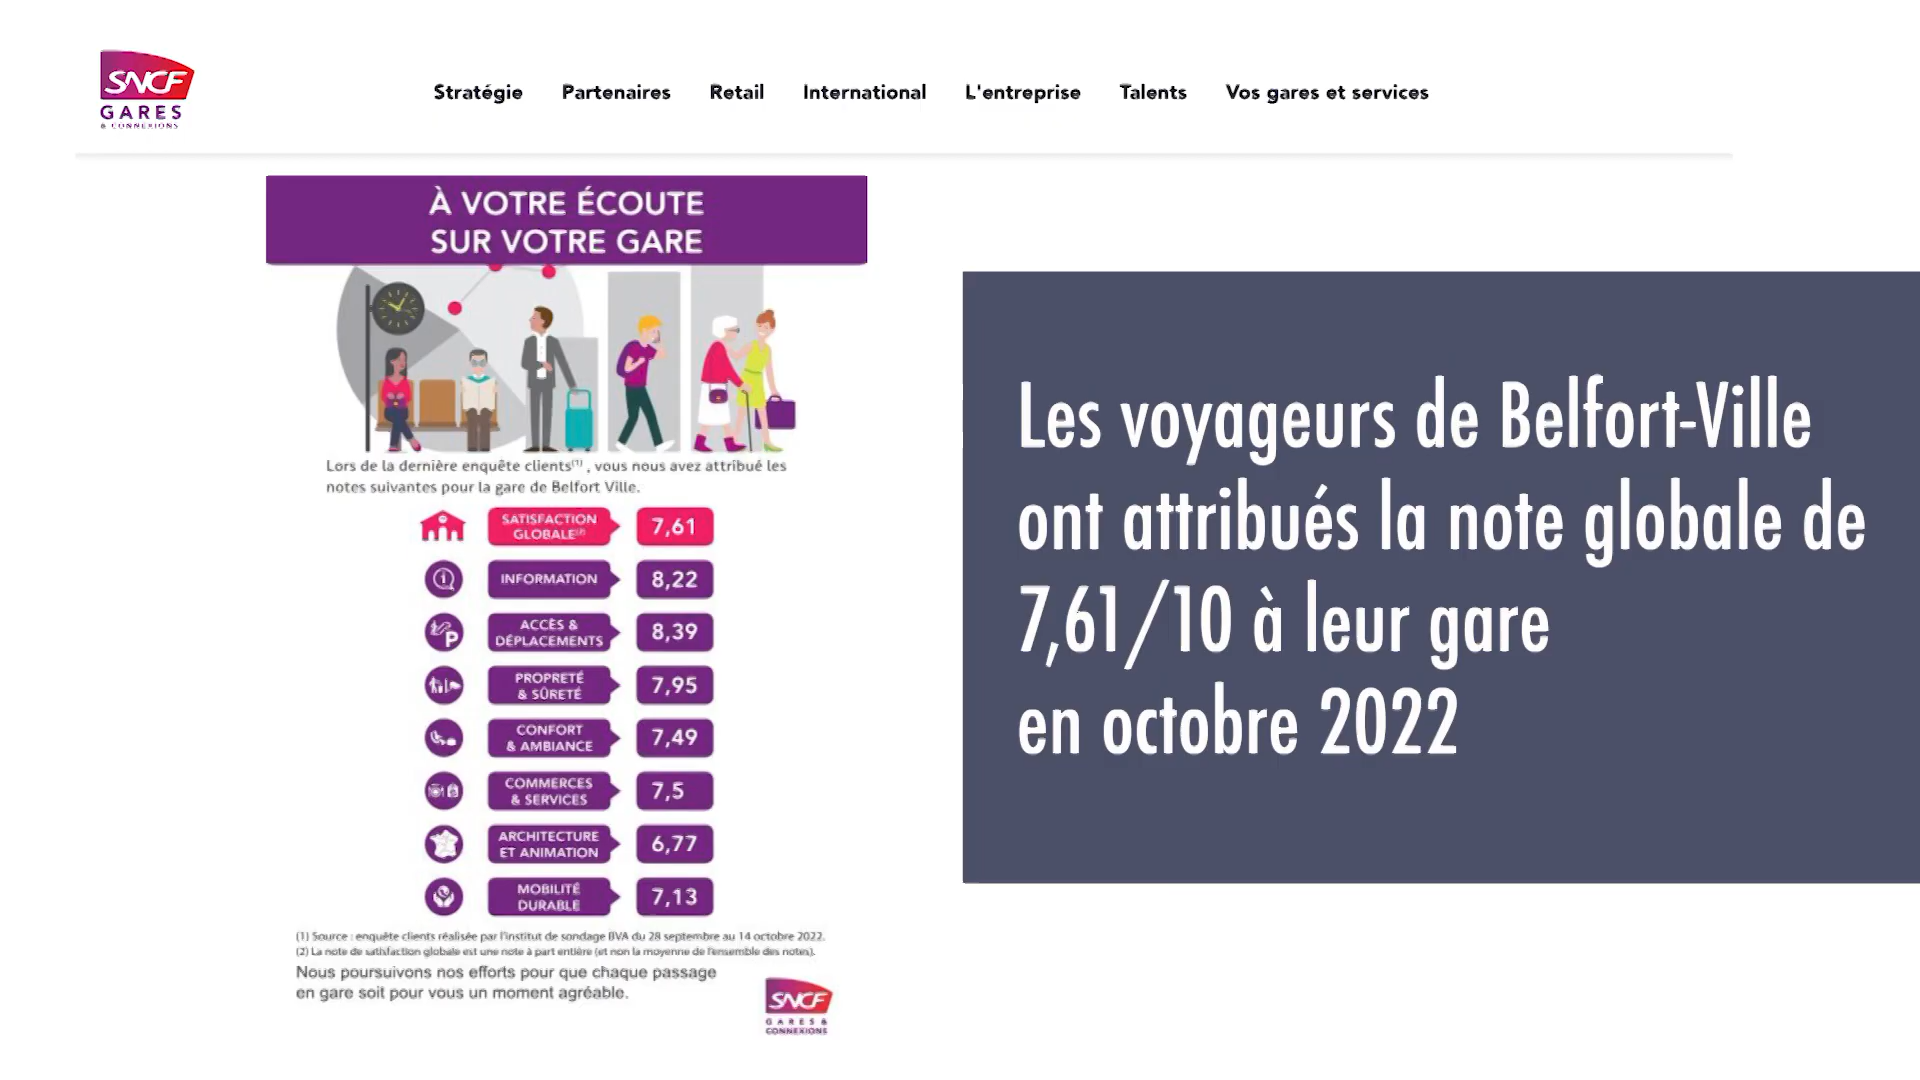 SNCF
GARES
& CONNEXIONS
Stratégie Partenaires Retail International L'entreprise Talents Vos gares et services
À VOTRE ÉCOUTE
SUR VOTRE GARE
Lors de la dernière enquête clients(1) , vous nous avez attribué les
notes suivantes pour la gare de Belfort Ville.
SATISFACTION
GLOBALE(2)
7,61
INFORMATION
8,22
ACCÈS &
DÉPLACEMENTS
8,39
PROPRETÉ
& SÛRETÉ
7,95
CONFORT
& AMBIANCE
7,49
COMMERCES
& SERVICES
7,5
ARCHITECTURE
ET ANIMATION
6,77
MOBILITÉ
DURABLE
7,13
(1) Source : enquête clients réalisée par l'institut de sondage BVA du 28 septembre au 14 octobre 2022.
(2) La note de satisfaction globale est une note à part entière (et non la moyenne de l'ensemble des notes).
Nous poursuivons nos efforts pour que chaque passage
en gare soit pour vous un moment agréable.
SNCF
GARES &
CONNEXIONS
Les voyageurs de Belfort-Ville
ont attribués la note globale de
7,61/10 à leur gare
en octobre 2022